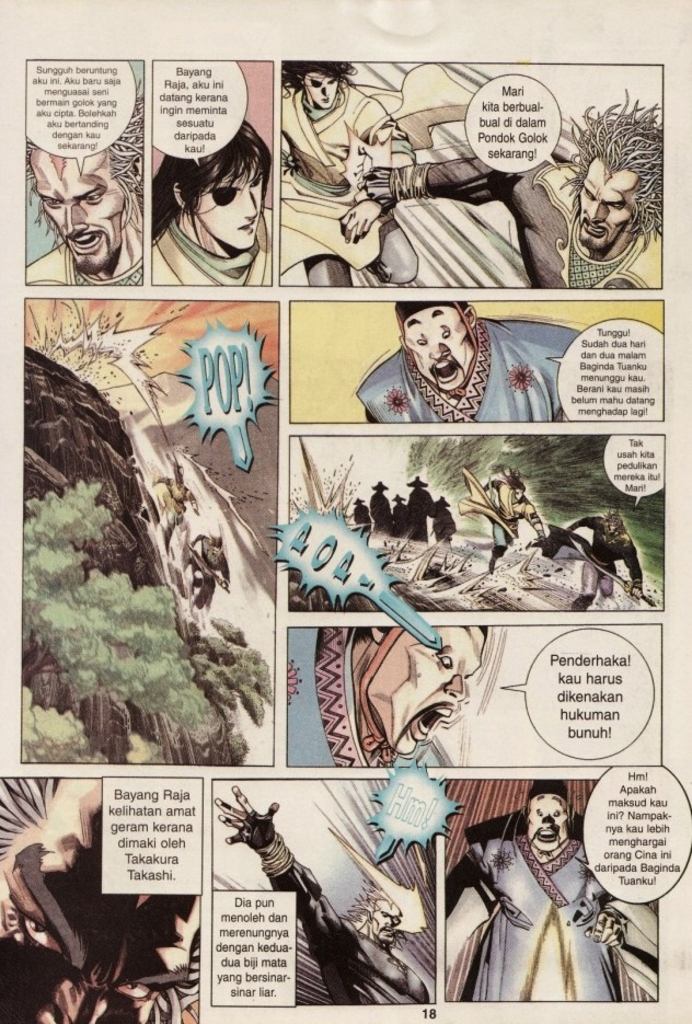 Sungguh beruntung
aku ini. Aku baru saja
menguasai seni
bermain golok yang
aku cipta. Bolehkah
aku bertanding
dengan kau
sekarang!
Bayang
Raja, aku ini
datang kerana
ingin meminta
sesuatu
daripada
kau!
Mari
kita berbual-
bual di dalam
Pondok Golok
sekarang!
POP!
Tunggu!
Sudah dua hari
dan dua malam
Baginda Tuanku
menunggu kau.
Berani kau masih
belum mahu datang
menghadap lagi!
Tak
usah kita
pedulikan
mereka itu!
Mari!
Penderhaka!
kau harus
dikenakan
hukuman
bunuh!
Bayang Raja
kelihatan amat
geram kerana
dimaki oleh
Takakura
Takashi.
Hm!
Dia pun
menoleh dan
merenungnya
dengan kedua-
dua biji mata
yang bersinar-
sinar liar.
Hm!
Apakah
maksud kau
ini? Nampak-
nya kau lebih
menghargai
orang Cina ini
daripada Baginda
Tuanku!
18